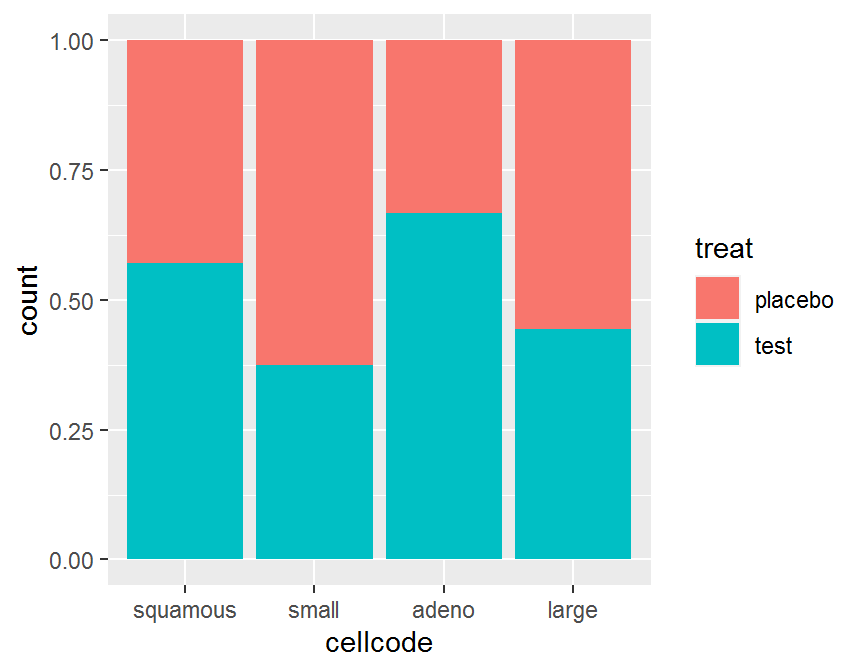 1.00
0.75
0.50
0.25
0.00
count
squamous small adeno large
cellcode
treat
placebo
test